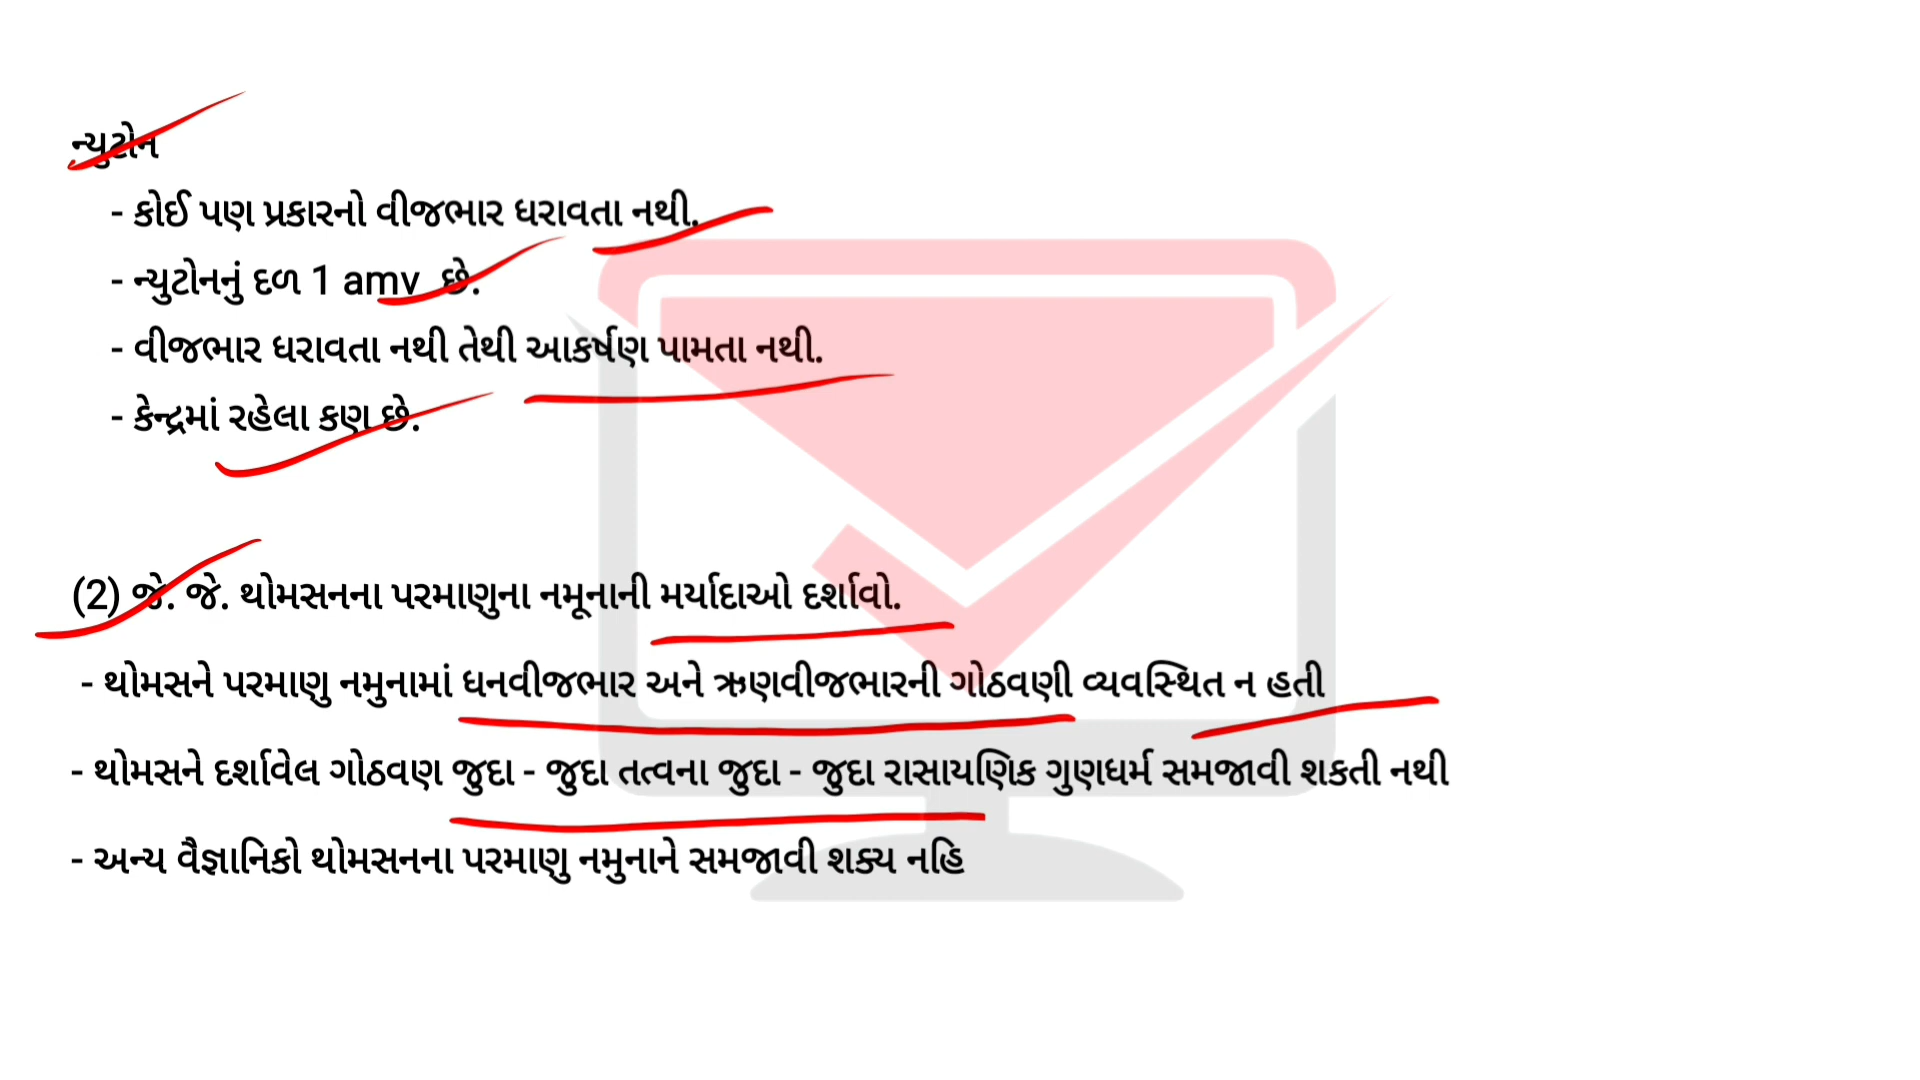 ન્યુટોન
- કોઈ પણ પ્રકારનો વીજભાર ધરાવતા નથી.
- ન્યુટોનનું દળ 1 amv છે.
- વીજભાર ધરાવતા નથી તેથી આકર્ષણ પામતા નથી.
- કેન્દ્રમાં રહેલા કણ છે.
(2) જે. જે. થોમસનના પરમાણુના નમૂનાની મર્યાદાઓ દર્શાવો.
- થોમસને પરમાણુ નમુનામાં ધનવીજભાર અને ઋણવીજભારની ગોઠવણી વ્યવસ્થિત ન હતી
- થોમસને દર્શાવેલ ગોઠવણ જુદા - જુદા તત્વના જુદા - જુદા રાસાયણિક ગુણધર્મ સમજાવી શકતી નથી
- અન્ય વૈજ્ઞાનિકો થોમસનના પરમાણુ નમુનાને સમજાવી શક્ય નહિ